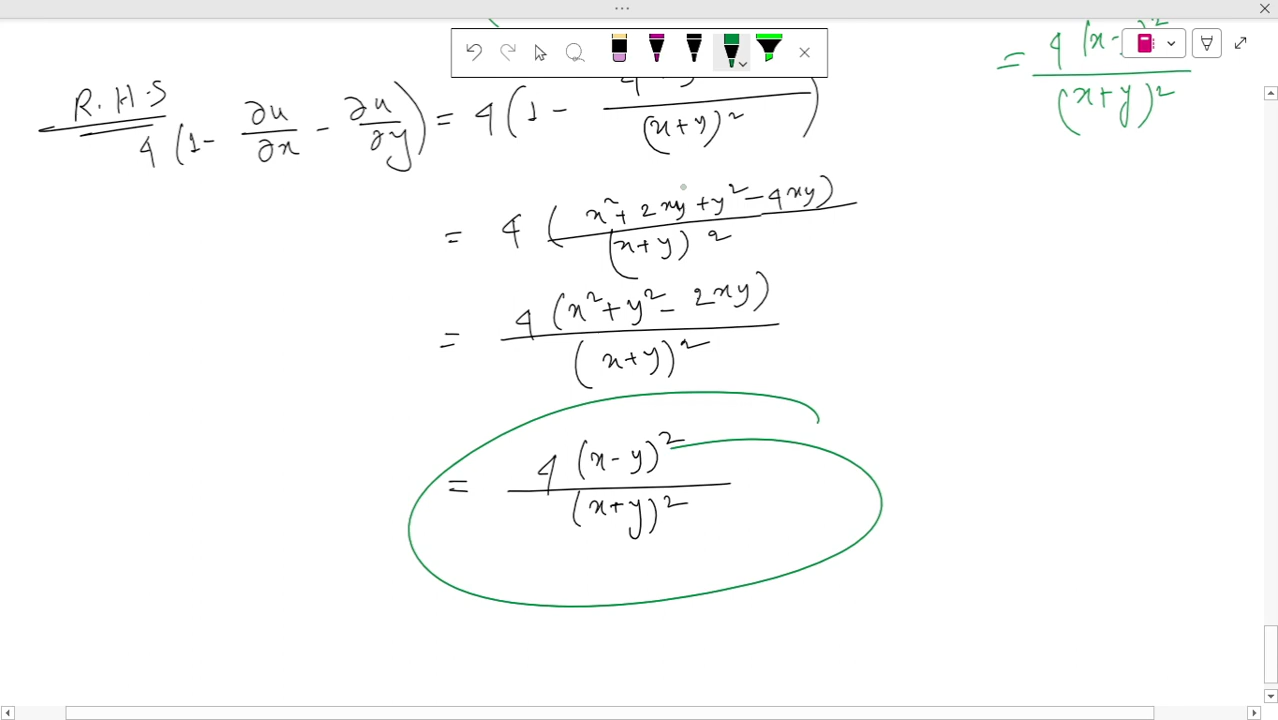 = 4 (x-)²/(x+y)²
R.H.S
4 (1 - ∂u/∂x - ∂u/∂y) = 4 (1 - /(x+y)²)
= 4 (x²+2xy+y²-4xy)/(x+y)²
= 4 (x²+y²-2xy)/(x+y)²
= 4 (x-y)²/(x+y)²